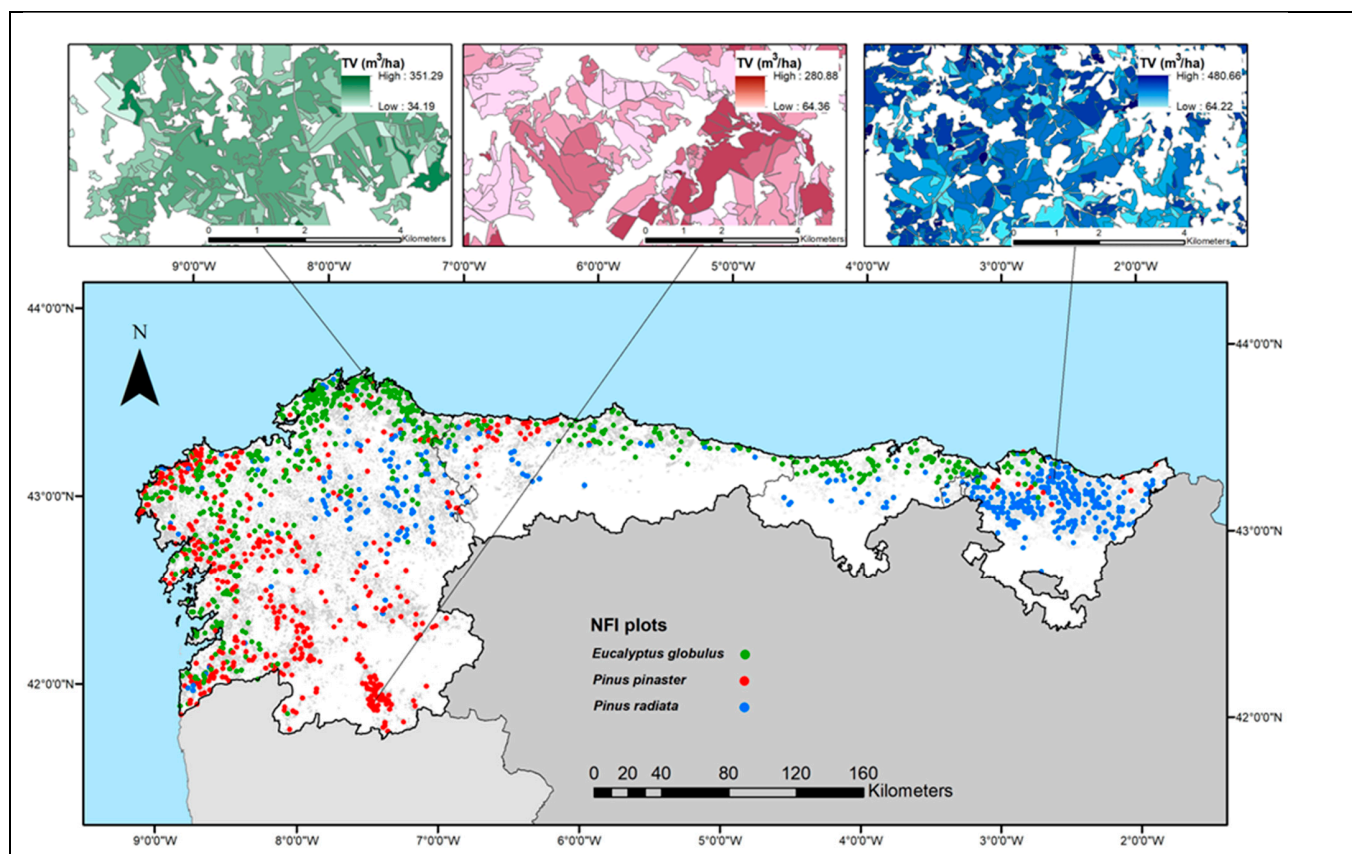 TV (m³/ha)
High : 351.29
Low : 34.19
0 2 4
Kilometers
TV (m³/ha)
High : 280.88
Low : 64.36
0 2 4
Kilometers
TV (m³/ha)
High : 480.66
Low : 64.22
0 2 4
Kilometers
9°0'0"W 8°0'0"W 7°0'0"W 6°0'0"W 5°0'0"W 4°0'0"W 3°0'0"W 2°0'0"W
44°0'0"N
44°0'0"N
N
43°0'0"N
43°0'0"N
NFI plots
Eucalyptus globulus
Pinus pinaster
Pinus radiata
42°0'0"N
42°0'0"N
0 20 40 80 120 160
Kilometers
9°0'0"W 8°0'0"W 7°0'0"W 6°0'0"W 5°0'0"W 4°0'0"W 3°0'0"W 2°0'0"W